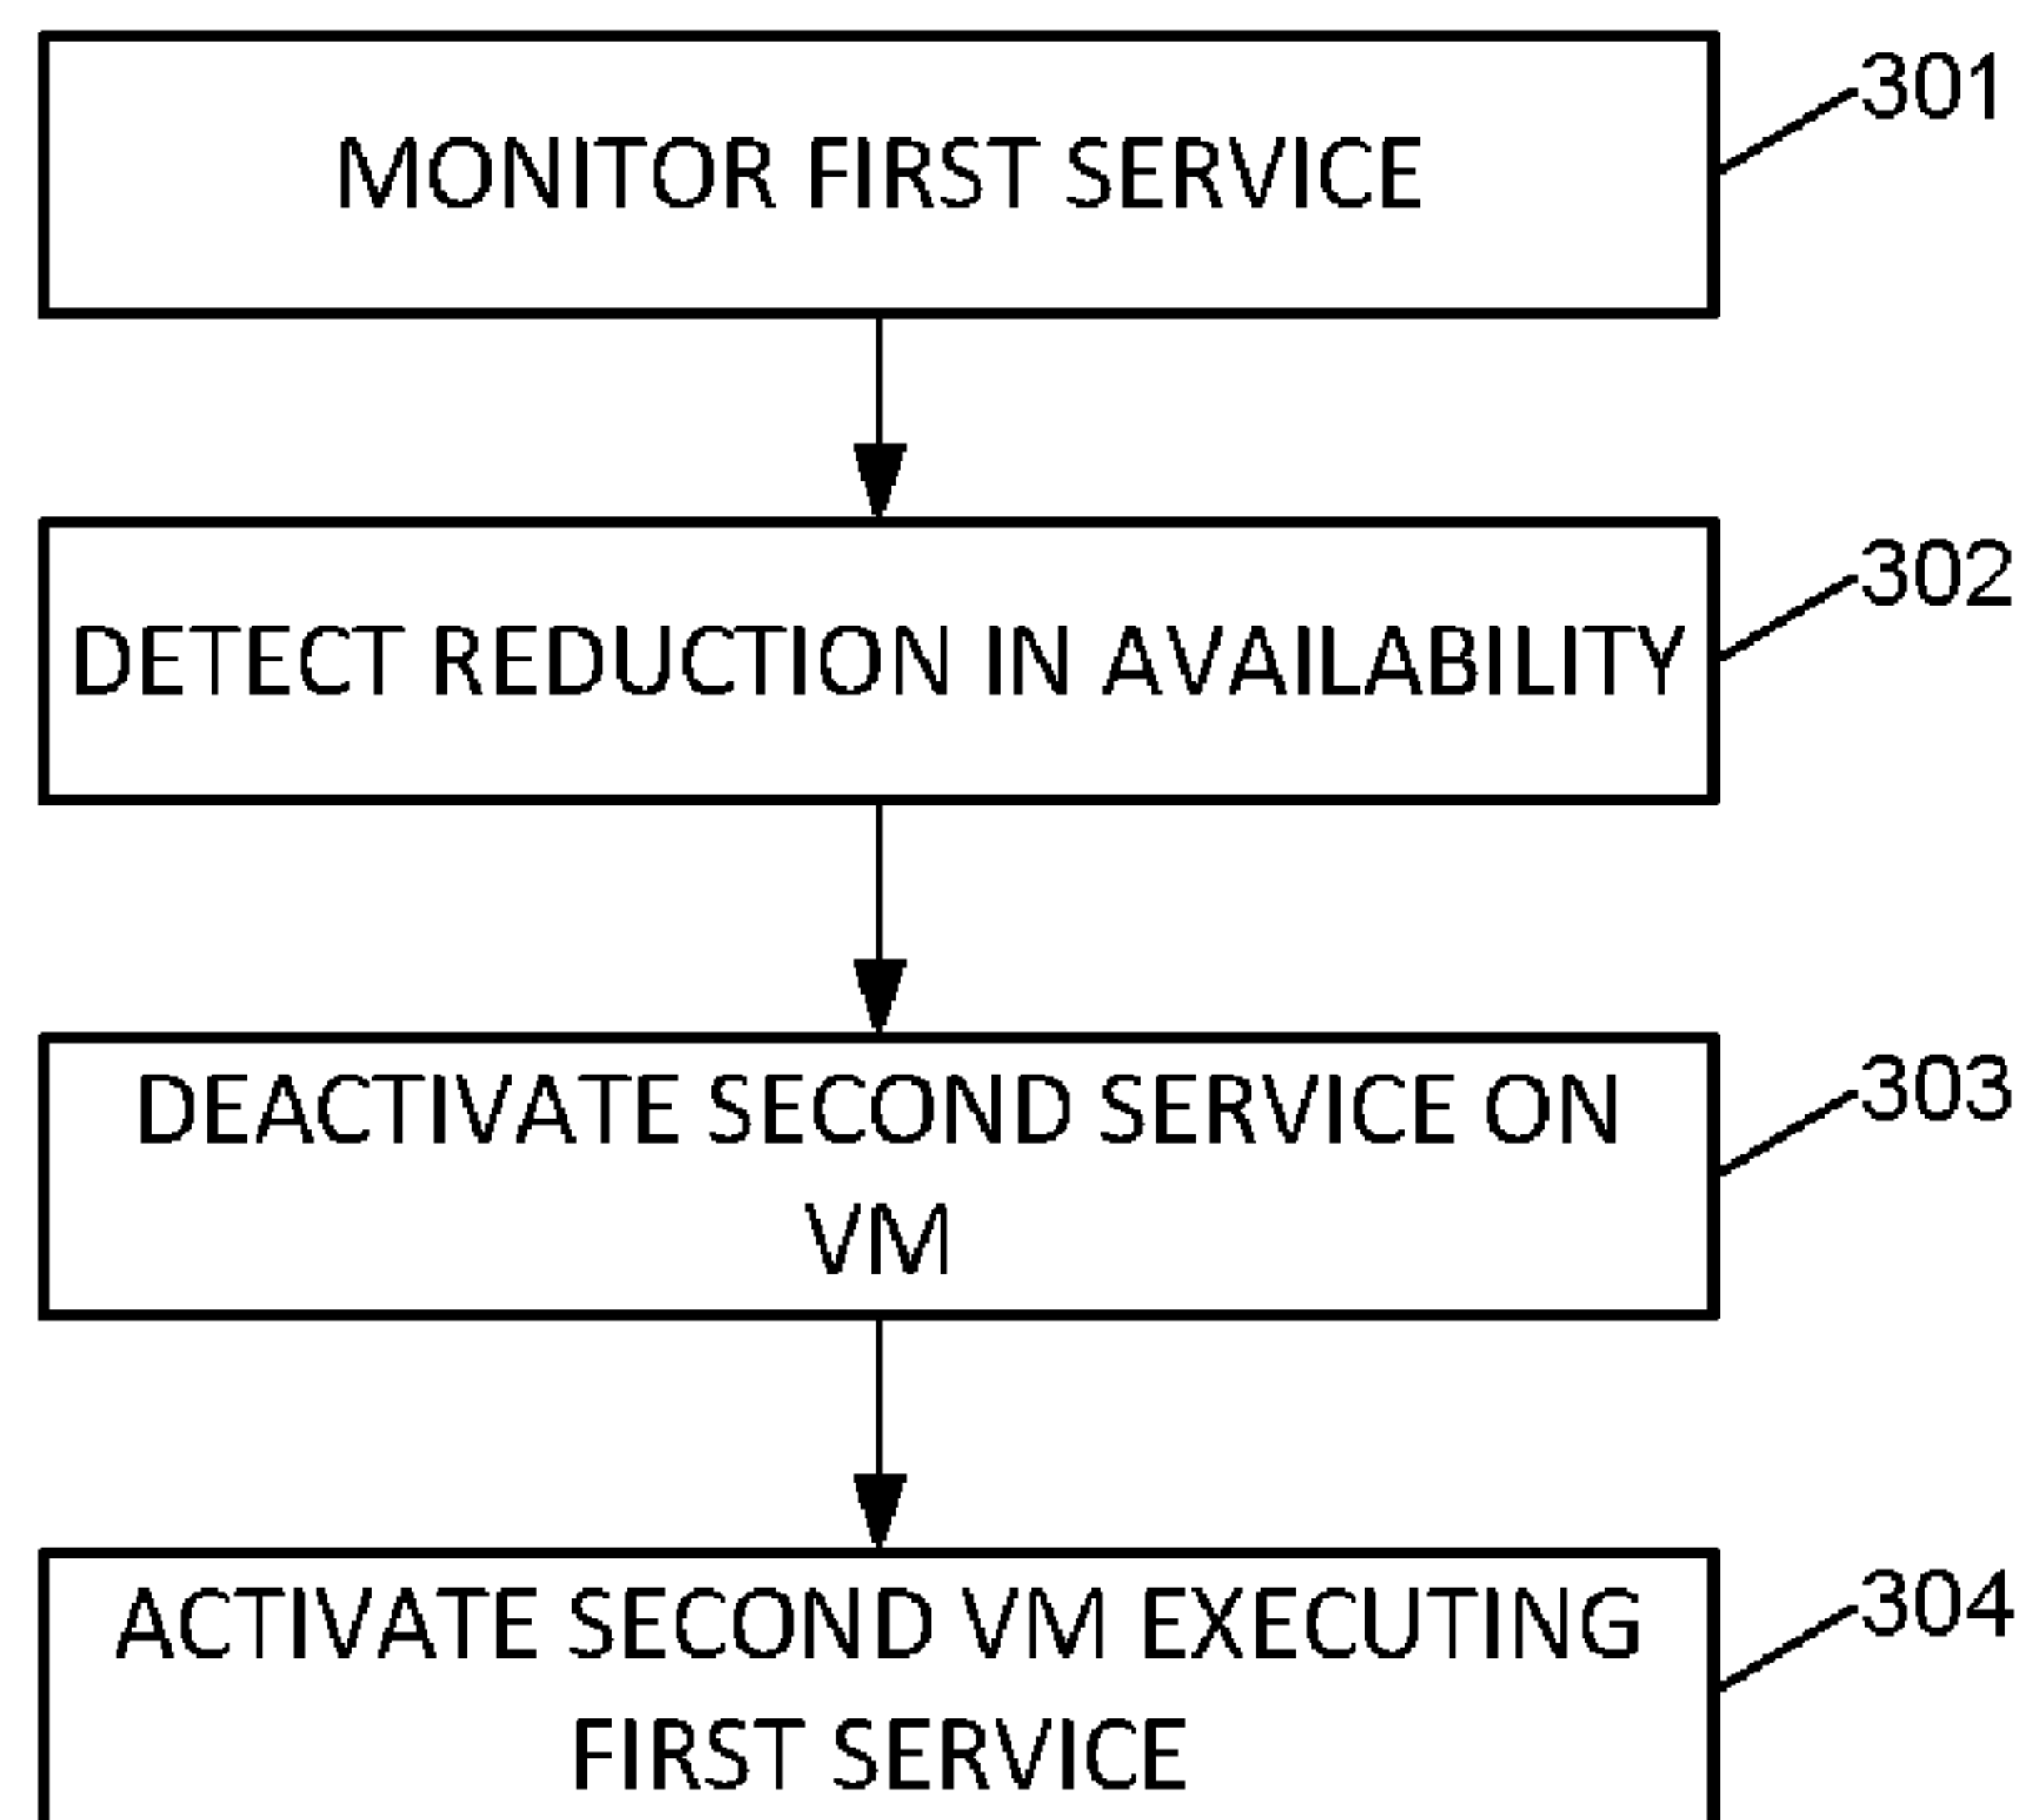 MONITOR FIRST SERVICE
301
DETECT REDUCTION IN AVAILABILITY
302
DEACTIVATE SECOND SERVICE ON
VM
303
ACTIVATE SECOND VM EXECUTING
FIRST SERVICE
304